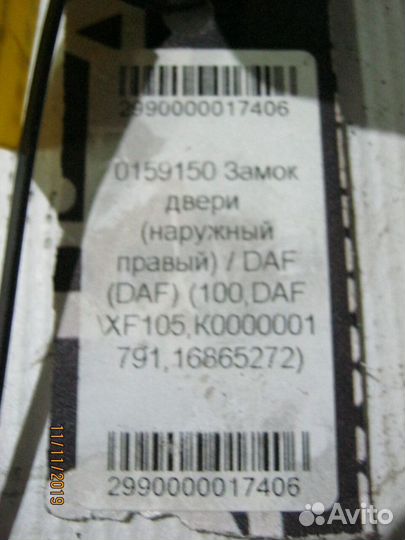 2990000017406
0159150 Замок
двери
(наружный
правый) / DAF
(DAF) (100,DAF
\XF105,K0000001
791,16865272)
2990000017406
11/11/2019
Avito